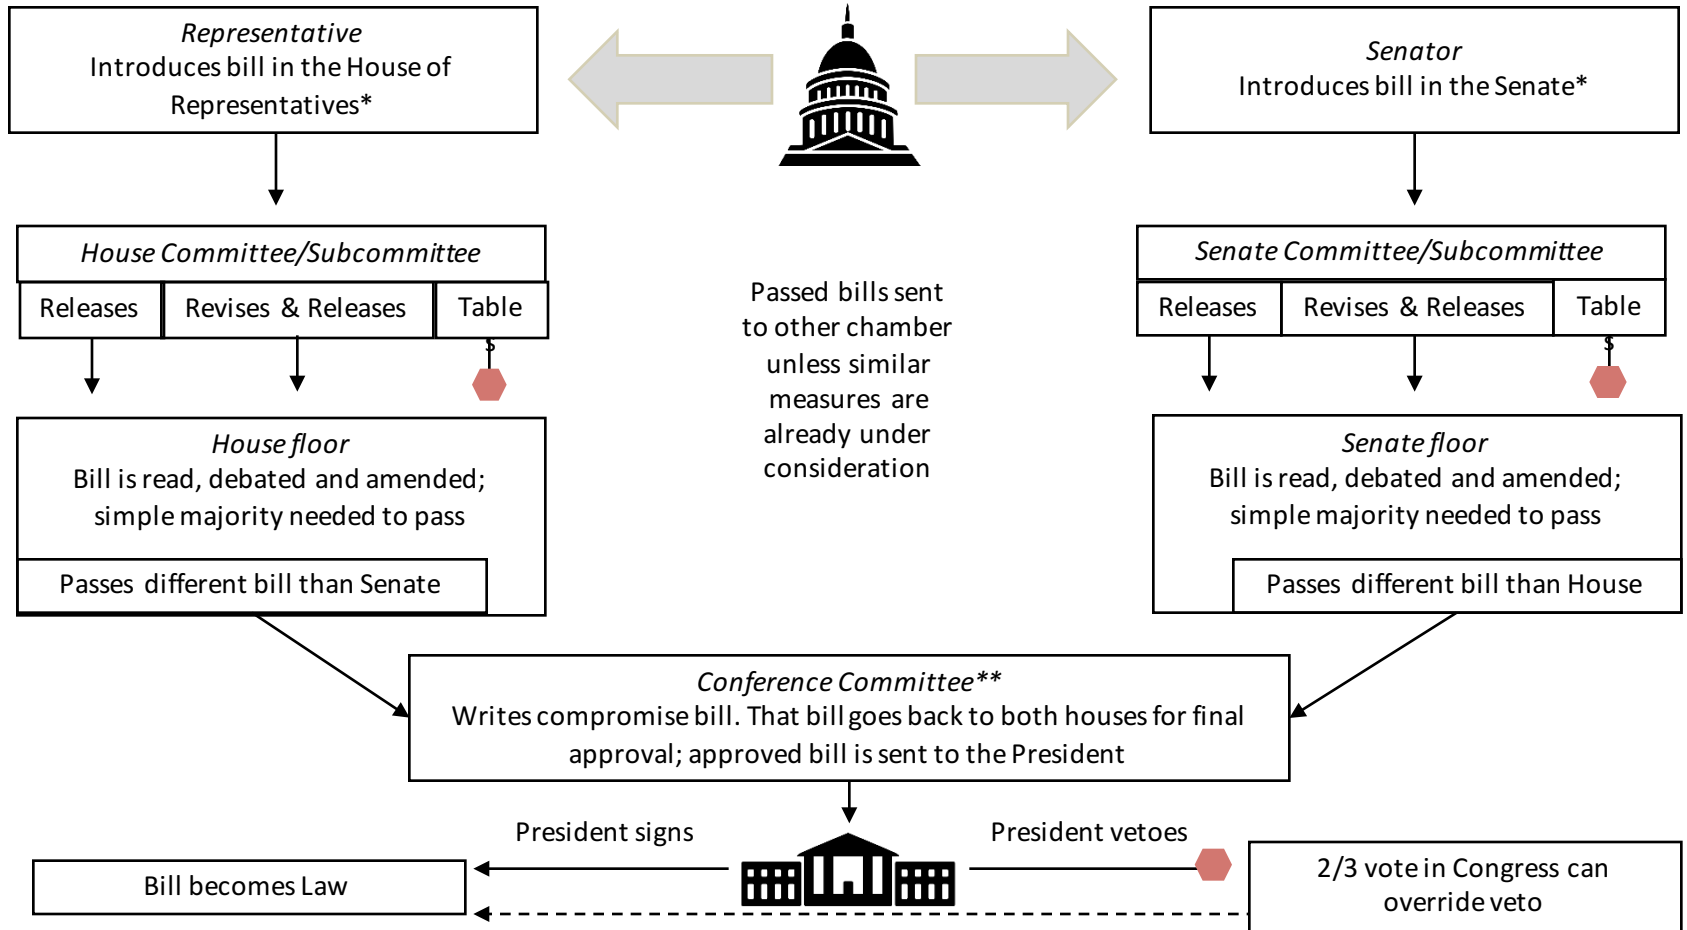 Representative
Introduces bill in the House of
Representatives*
Senator
Introduces bill in the Senate*
House Committee/Subcommittee
Releases
Revises & Releases
Table
s
Senate Committee/Subcommittee
Releases
Revises & Releases
Table
s
Passed bills sent
to other chamber
unless similar
measures are
already under
consideration
House floor
Bill is read, debated and amended;
simple majority needed to pass
Passes different bill than Senate
Senate floor
Bill is read, debated and amended;
simple majority needed to pass
Passes different bill than House
Conference Committee**
Writes compromise bill. That bill goes back to both houses for final
approval; approved bill is sent to the President
President signs
President vetoes
Bill becomes Law
2/3 vote in Congress can
override veto